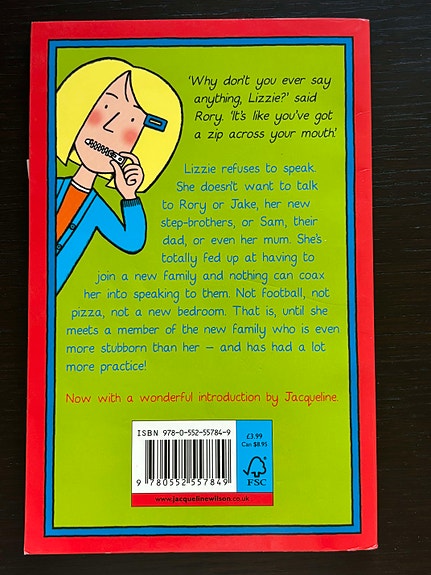 ‘Why don’t you ever say
anything, Lizzie?’ said
Rory. ‘It’s like you’ve got
a zip across your mouth.’
Lizzie refuses to speak.
She doesn’t want to talk
to Rory or Jake, her new
step-brothers, or Sam, their
dad, or even her mum. She’s
totally fed up at having to
join a new family and nothing can coax
her into speaking to them. Not football, not
pizza, not a new bedroom. That is, until she
meets a member of the new family who is even
more stubborn than her – and has had a lot
more practice!
Now with a wonderful introduction by Jacqueline.
ISBN 978-0-552-55784-9
£3.99
Can $8.95
FSC
9 780552 557849
www.jacquelinewilson.co.uk